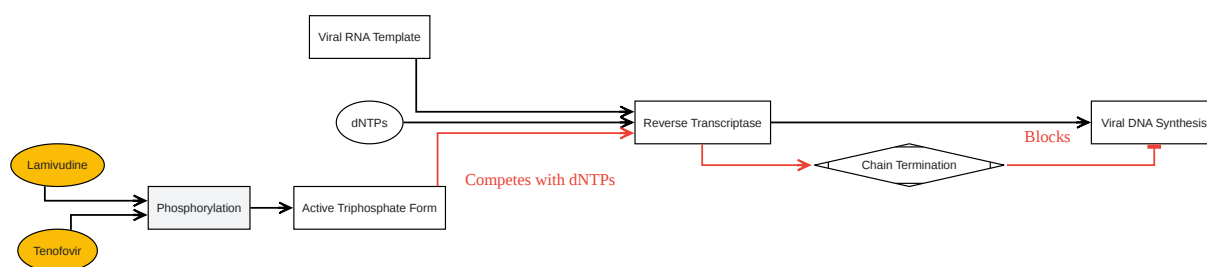 Viral RNA Template
dNTPs
Reverse Transcriptase
Viral DNA Synthesis
Blocks
Lamivudine
Chain Termination
Competes with dNTPs
Phosphorylation
Active Triphosphate Form
Tenofovir